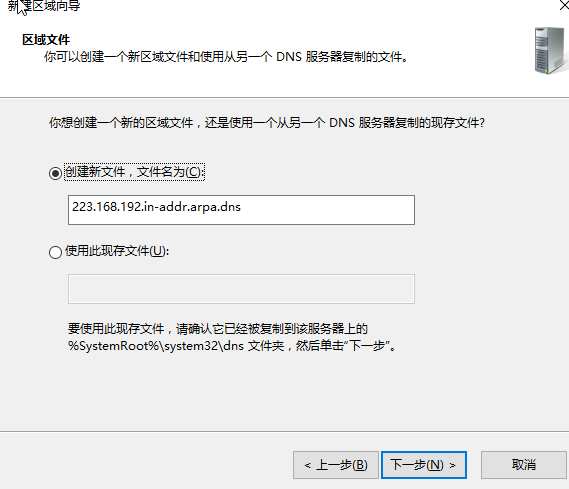 新建区域向导
区域文件
你可以创建一个新区域文件和使用从另一个 DNS 服务器复制的文件。
你想创建一个新的区域文件，还是使用一个从另一个 DNS 服务器复制的现存文件?
创建新文件，文件名为(C):
223.168.192.in-addr.arpa.dns
使用此现存文件(U):
要使用此现存文件，请确认它已经被复制到该服务器上的
%SystemRoot%\system32\dns 文件夹，然后单击“下一步”。
< 上一步(B)
下一步(N) >
取消